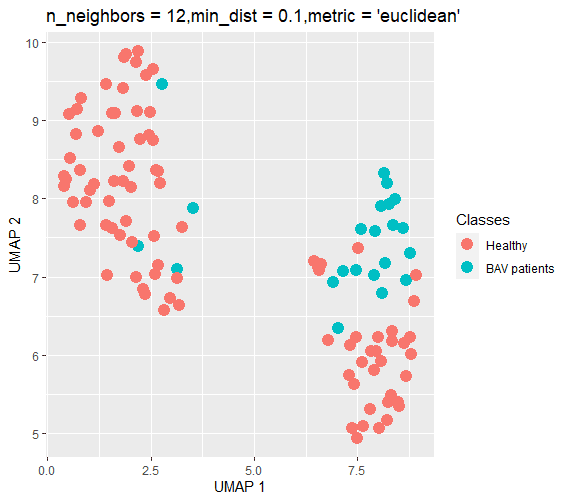 n_neighbors = 12,min_dist = 0.1,metric = 'euclidean'
10
9
8
7
6
5
UMAP 2
0.0
2.5
5.0
7.5
UMAP 1
Classes
Healthy
BAV patients